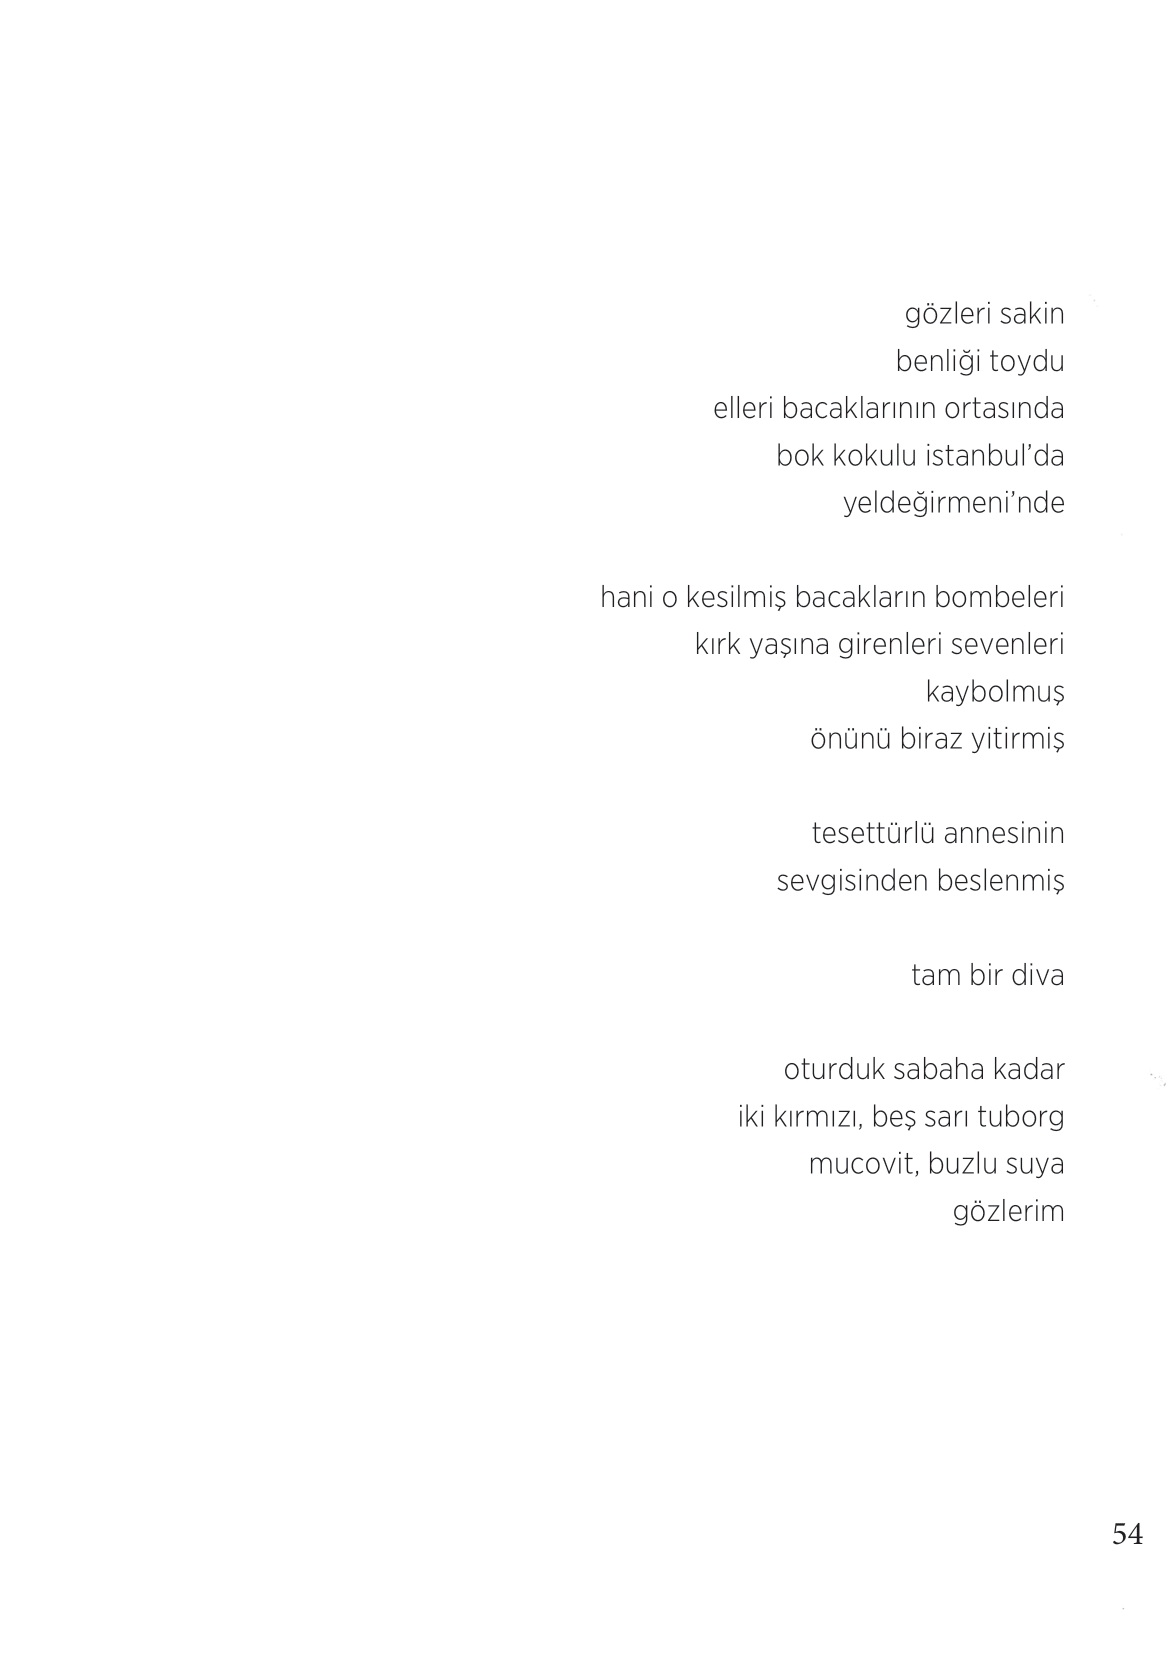 gözleri sakin
benliği toydu
elleri bacaklarının ortasında
bok kokulu istanbul’da
yeldeğirmeni’nde
hani o kesilmiş bacakların bombeleri
kırk yaşına girenleri sevenleri
kaybolmuş
önünü biraz yitirmiş
tesettürlü annesinin
sevgisinden beslenmiş
tam bir diva
oturduk sabaha kadar
iki kırmızı, beş sarı tuborg
mucovit, buzlu suya
gözlerim
54